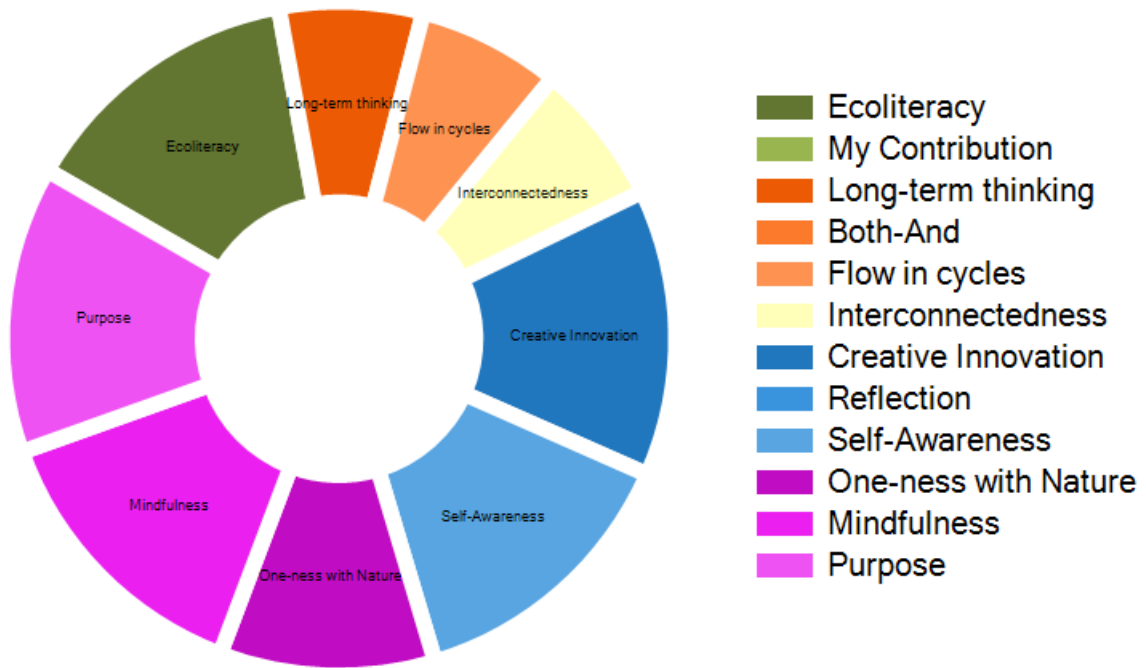 Long-term thinking
Flow in cycles
Ecoliteracy
Interconnectedness
Purpose
Creative Innovation
Mindfulness
Self-Awareness
One-ness with Nature
Ecoliteracy
My Contribution
Long-term thinking
Both-And
Flow in cycles
Interconnectedness
Creative Innovation
Reflection
Self-Awareness
One-ness with Nature
Mindfulness
Purpose